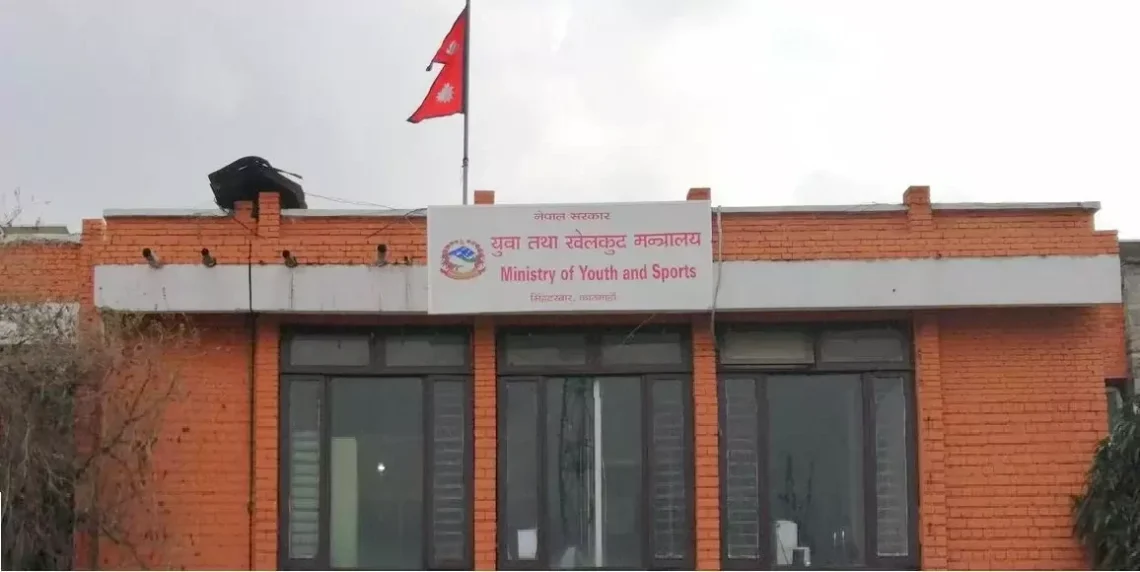 नेपाल सरकार
युवा तथा खेलकुद मन्त्रालय
Ministry of Youth and Sports
सिंहदरबार, काठमाडौं